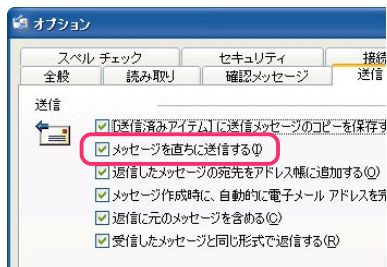 オプション
スペル チェック セキュリティ 接続
全般 読み取り 確認メッセージ 送信
送信
[送信済みアイテム] に送信メッセージのコピーを保存す
メッセージを直ちに送信する(I)
返信したメッセージの宛先をアドレス帳に追加する(O)
メッセージ作成時に、自動的に電子メール アドレスを完
返信に元のメッセージを含める(C)
受信したメッセージと同じ形式で返信する(R)